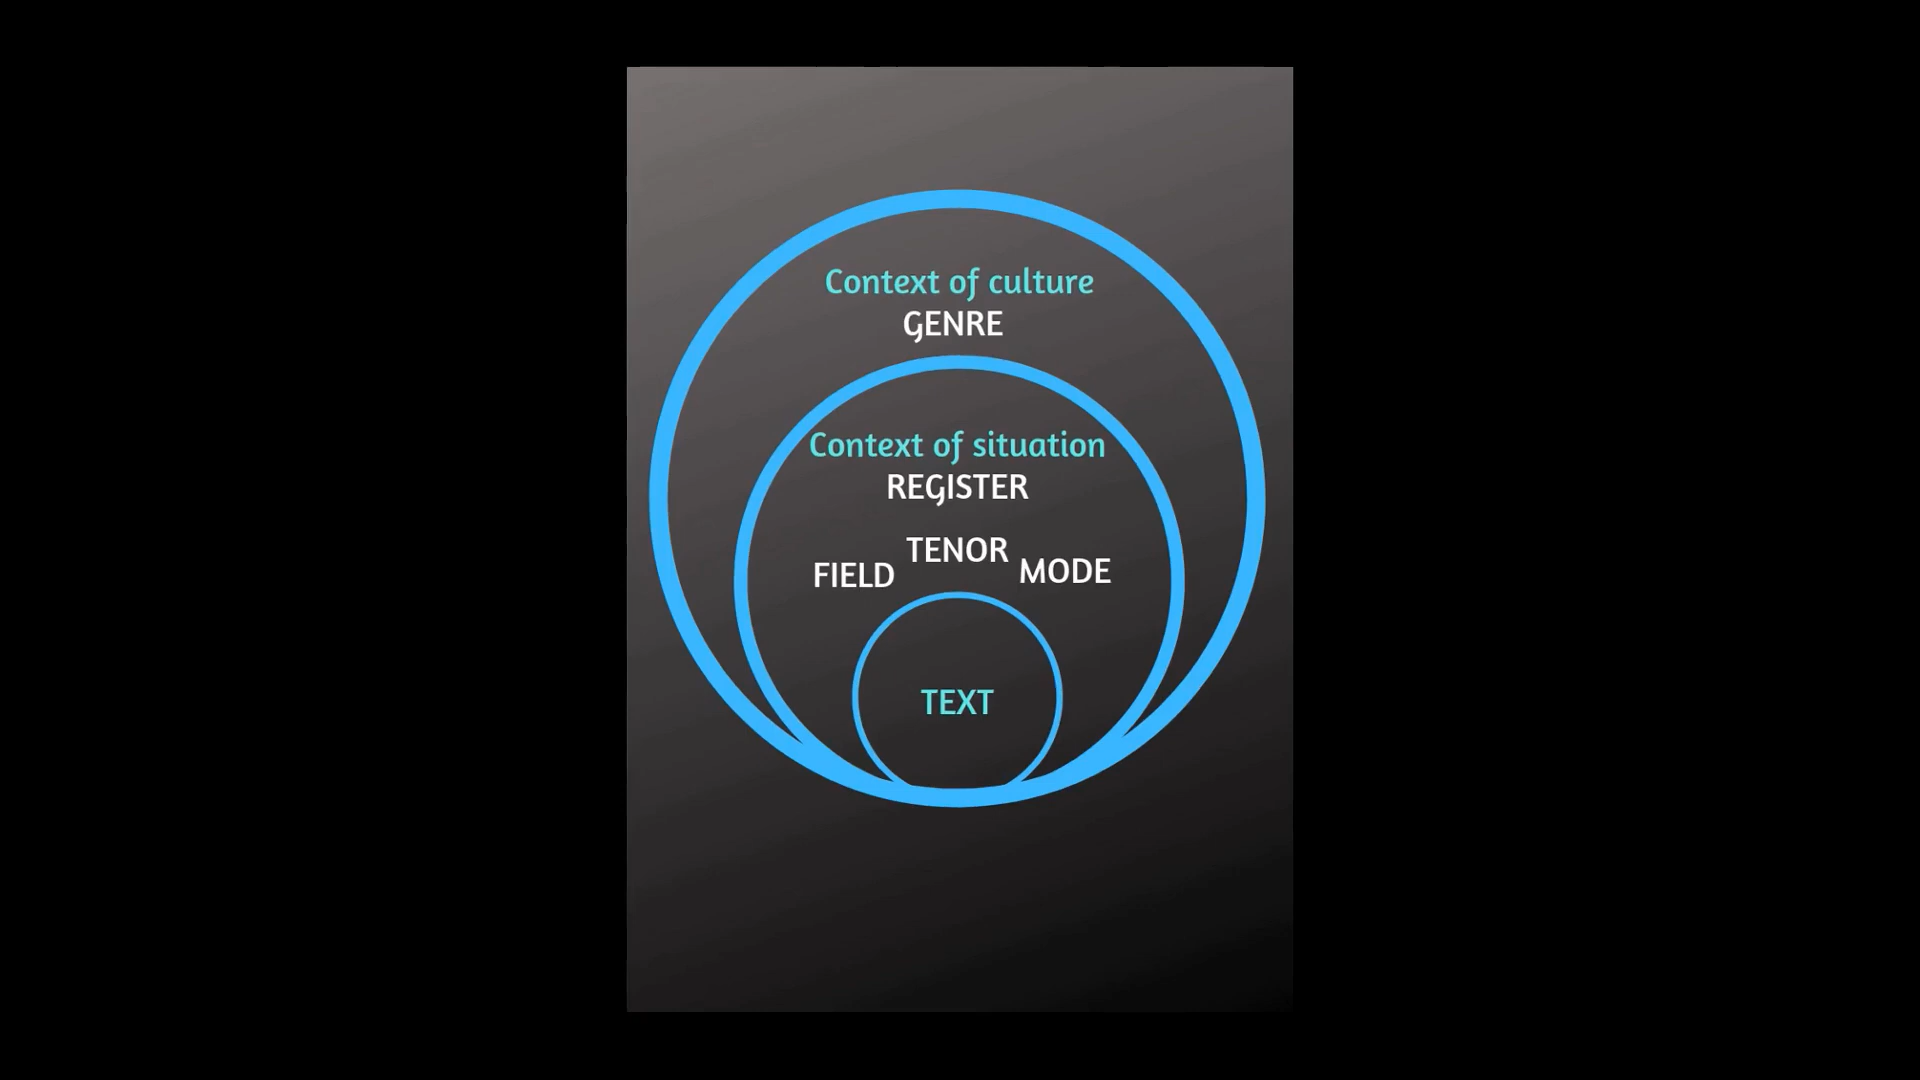 Context of culture
GENRE
Context of situation
REGISTER
FIELD TENOR MODE
TEXT